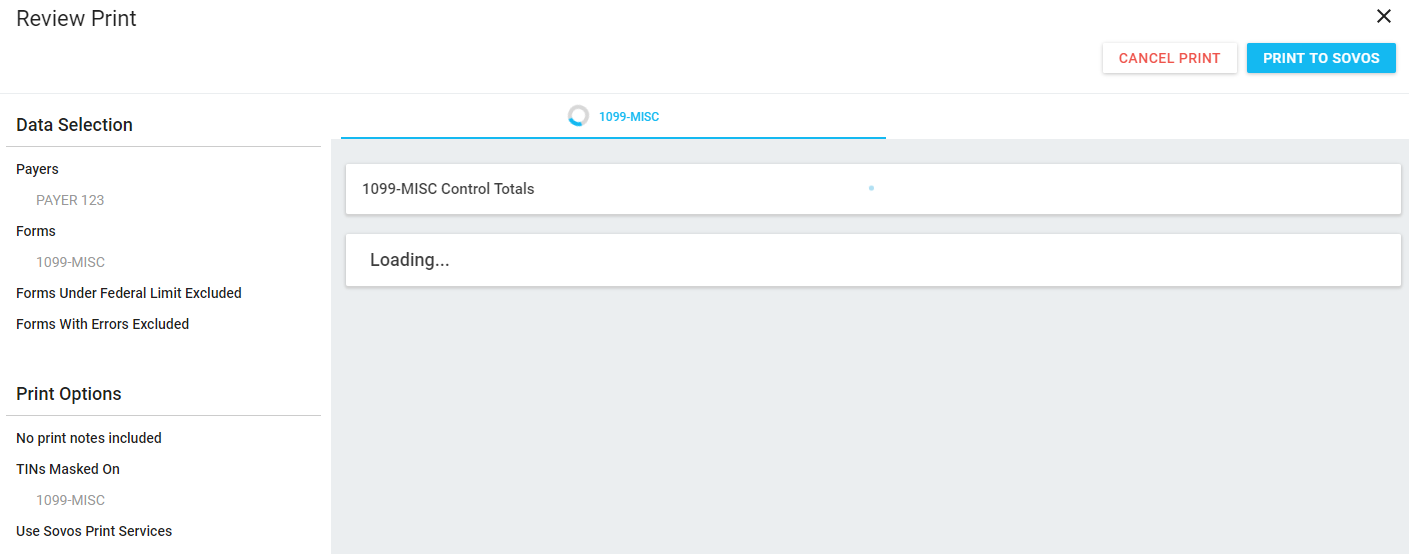 Review Print
CANCEL PRINT
PRINT TO SOVOS
Data Selection
Payers
PAYER 123
Forms
1099-MISC
Forms Under Federal Limit Excluded
Forms With Errors Excluded
Print Options
No print notes included
TINs Masked On
1099-MISC
Use Sovos Print Services
1099-MISC
1099-MISC Control Totals
Loading...